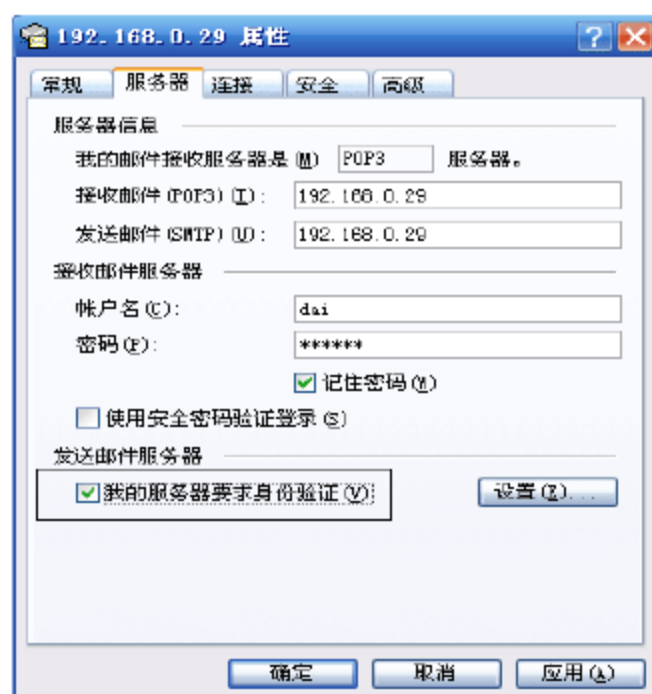 192.168.0.29 属性
常规 服务器 连接 安全 高级
服务器信息
我的邮件接收服务器是(M) POP3 服务器。
接收邮件(POP3)(I): 192.168.0.29
发送邮件(SMTP)(U): 192.168.0.29
接收邮件服务器
帐户名(C): dai
密码(P): ******
记住密码(W)
使用安全密码验证登录(S)
发送邮件服务器
我的服务器要求身份验证(V) 设置(E)...
确定 取消 应用(A)